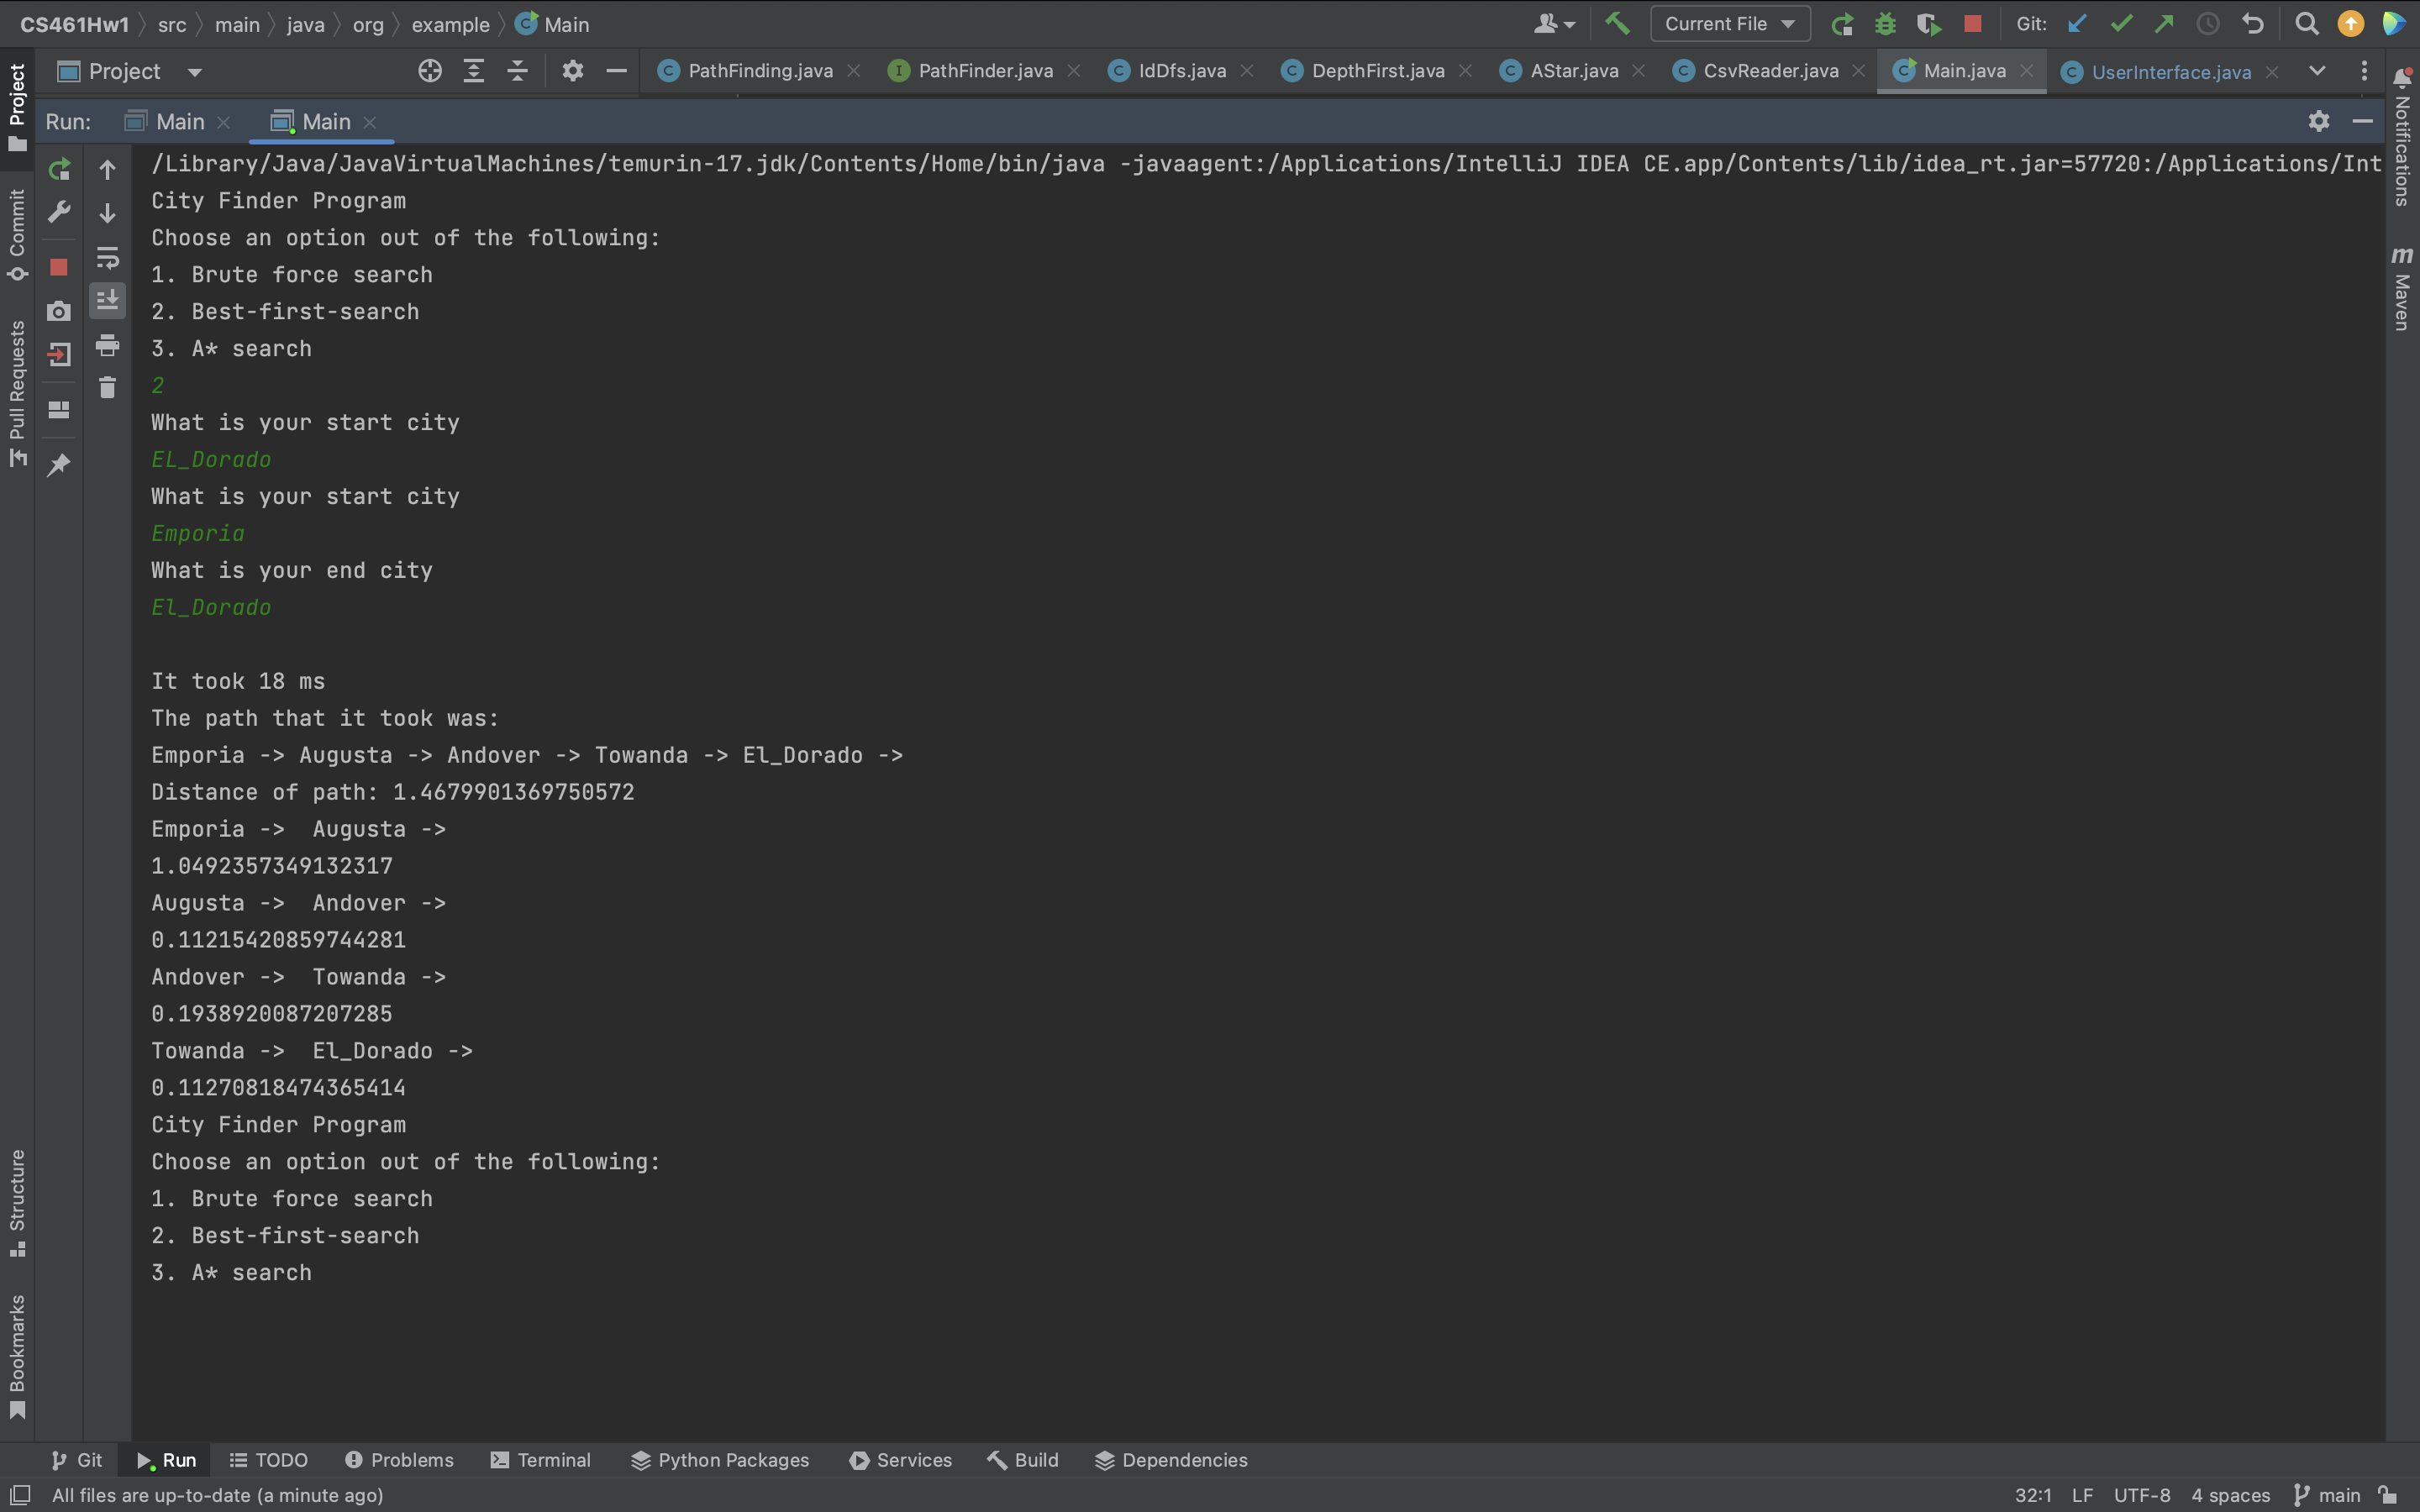 CS461Hw1 src main java org example Main Current File Git:
Project PathFinding.java PathFinder.java IdDfs.java DepthFirst.java AStar.java CsvReader.java Main.java UserInterface.java
Run: Main Main
/Library/Java/JavaVirtualMachines/temurin-17.jdk/Contents/Home/bin/java -javaagent:/Applications/IntelliJ IDEA CE.app/Contents/lib/idea_rt.jar=57720:/Applications/Int
City Finder Program
Choose an option out of the following:
1. Brute force search
2. Best-first-search
3. A* search
2
What is your start city
EL_Dorado
What is your start city
Emporia
What is your end city
El_Dorado
It took 18 ms
The path that it took was:
Emporia -> Augusta -> Andover -> Towanda -> El_Dorado ->
Distance of path: 1.4679901369750572
Emporia ->  Augusta ->
1.0492357349132317
Augusta ->  Andover ->
0.11215420859744281
Andover ->  Towanda ->
0.1938920087207285
Towanda ->  El_Dorado ->
0.11270818474365414
City Finder Program
Choose an option out of the following:
1. Brute force search
2. Best-first-search
3. A* search
Project
Commit
Pull Requests
Structure
Bookmarks
Notifications
m Maven
Git Run TODO Problems Terminal Python Packages Services Build Dependencies
All files are up-to-date (a minute ago) 32:1 LF UTF-8 4 spaces main